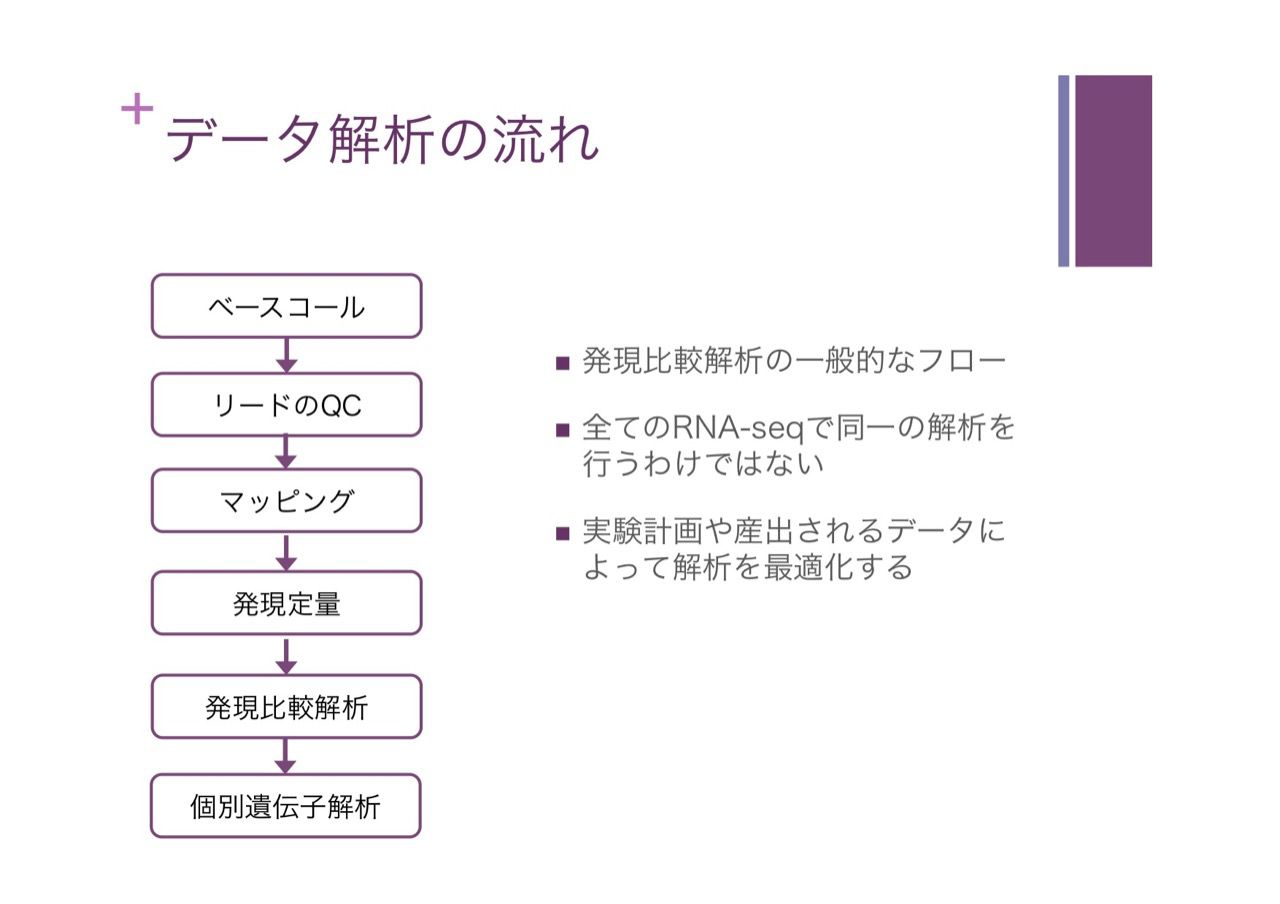 +
データ解析の流れ
ベースコール
リードのQC
マッピング
発現定量
発現比較解析
個別遺伝子解析
■ 発現比較解析の一般的なフロー
■ 全てのRNA-seqで同一の解析を
行うわけではない
■ 実験計画や産出されるデータに
よって解析を最適化する